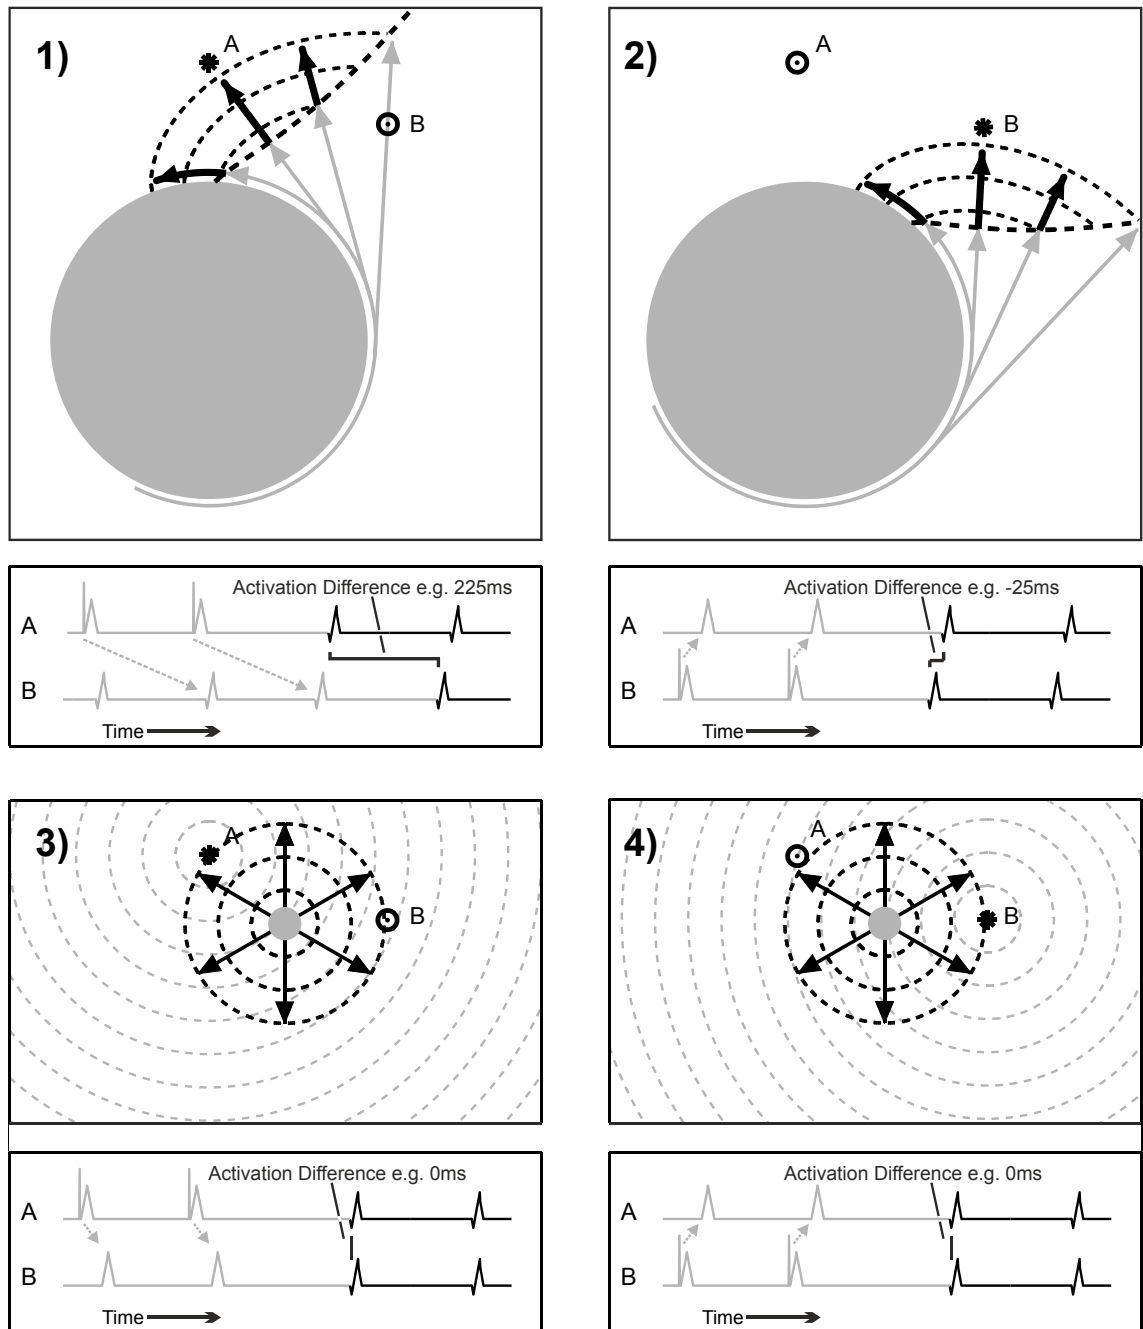 1)
A
B
2)
A
B
Activation Difference e.g. 225ms
A
B
Time
Activation Difference e.g. -25ms
A
B
Time
3)
A
B
4)
A
B
Activation Difference e.g. 0ms
A
B
Time
Activation Difference e.g. 0ms
A
B
Time